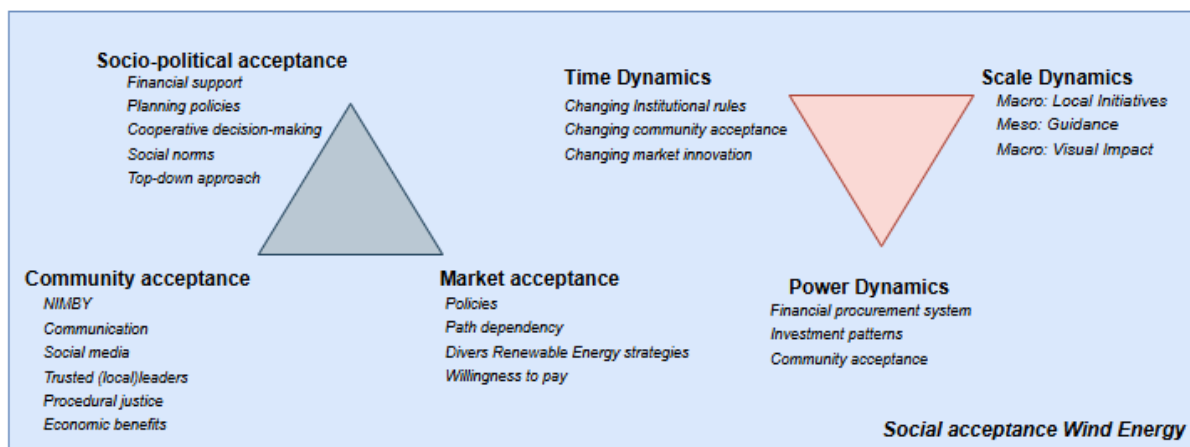 Socio-political acceptance
Financial support
Planning policies
Cooperative decision-making
Social norms
Top-down approach
Community acceptance
NIMBY
Communication
Social media
Trusted (local)leaders
Procedural justice
Economic benefits
Market acceptance
Policies
Path dependency
Divers Renewable Energy strategies
Willingness to pay
Time Dynamics
Changing Institutional rules
Changing community acceptance
Changing market innovation
Scale Dynamics
Macro: Local Initiatives
Meso: Guidance
Macro: Visual Impact
Power Dynamics
Financial procurement system
Investment patterns
Community acceptance
Social acceptance Wind Energy